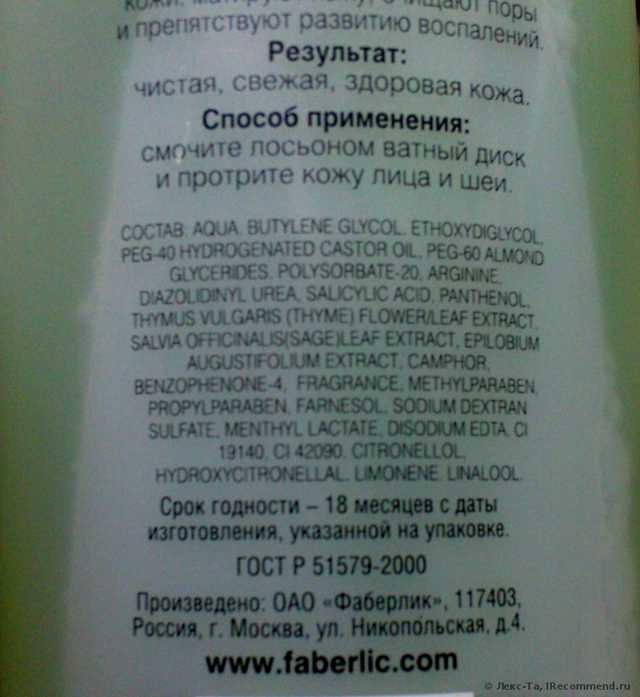 кожи. матируют кожу, очищают поры
и препятствуют развитию воспалений.
Результат:
чистая, свежая, здоровая кожа.
Способ применения:
смочите лосьоном ватный диск
и протрите кожу лица и шеи.
СОСТАВ: AQUA, BUTYLENE GLYCOL, ETHOXYDIGLYCOL,
PEG-40 HYDROGENATED CASTOR OIL, PEG-60 ALMOND
GLYCERIDES, POLYSORBATE-20, ARGININE,
DIAZOLIDINYL UREA, SALICYLIC ACID, PANTHENOL,
THYMUS VULGARIS (THYME) FLOWER/LEAF EXTRACT,
SALVIA OFFICINALIS(SAGE)LEAF EXTRACT, EPILOBIUM
AUGUSTIFOLIUM EXTRACT, CAMPHOR,
BENZOPHENONE-4, FRAGRANCE, METHYLPARABEN,
PROPYLPARABEN, FARNESOL, SODIUM DEXTRAN
SULFATE, MENTHYL LACTATE, DISODIUM EDTA, CI
19140, CI 42090, CITRONELLOL,
HYDROXYCITRONELLAL, LIMONENE, LINALOOL.
Срок годности – 18 месяцев с даты
изготовления, указанной на упаковке.
ГОСТ Р 51579-2000
Произведено: ОАО «Фаберлик», 117403,
Россия, г. Москва, ул. Никопольская, д.4.
www.faberlic.com
© Лекс-Та, IRecommend.ru